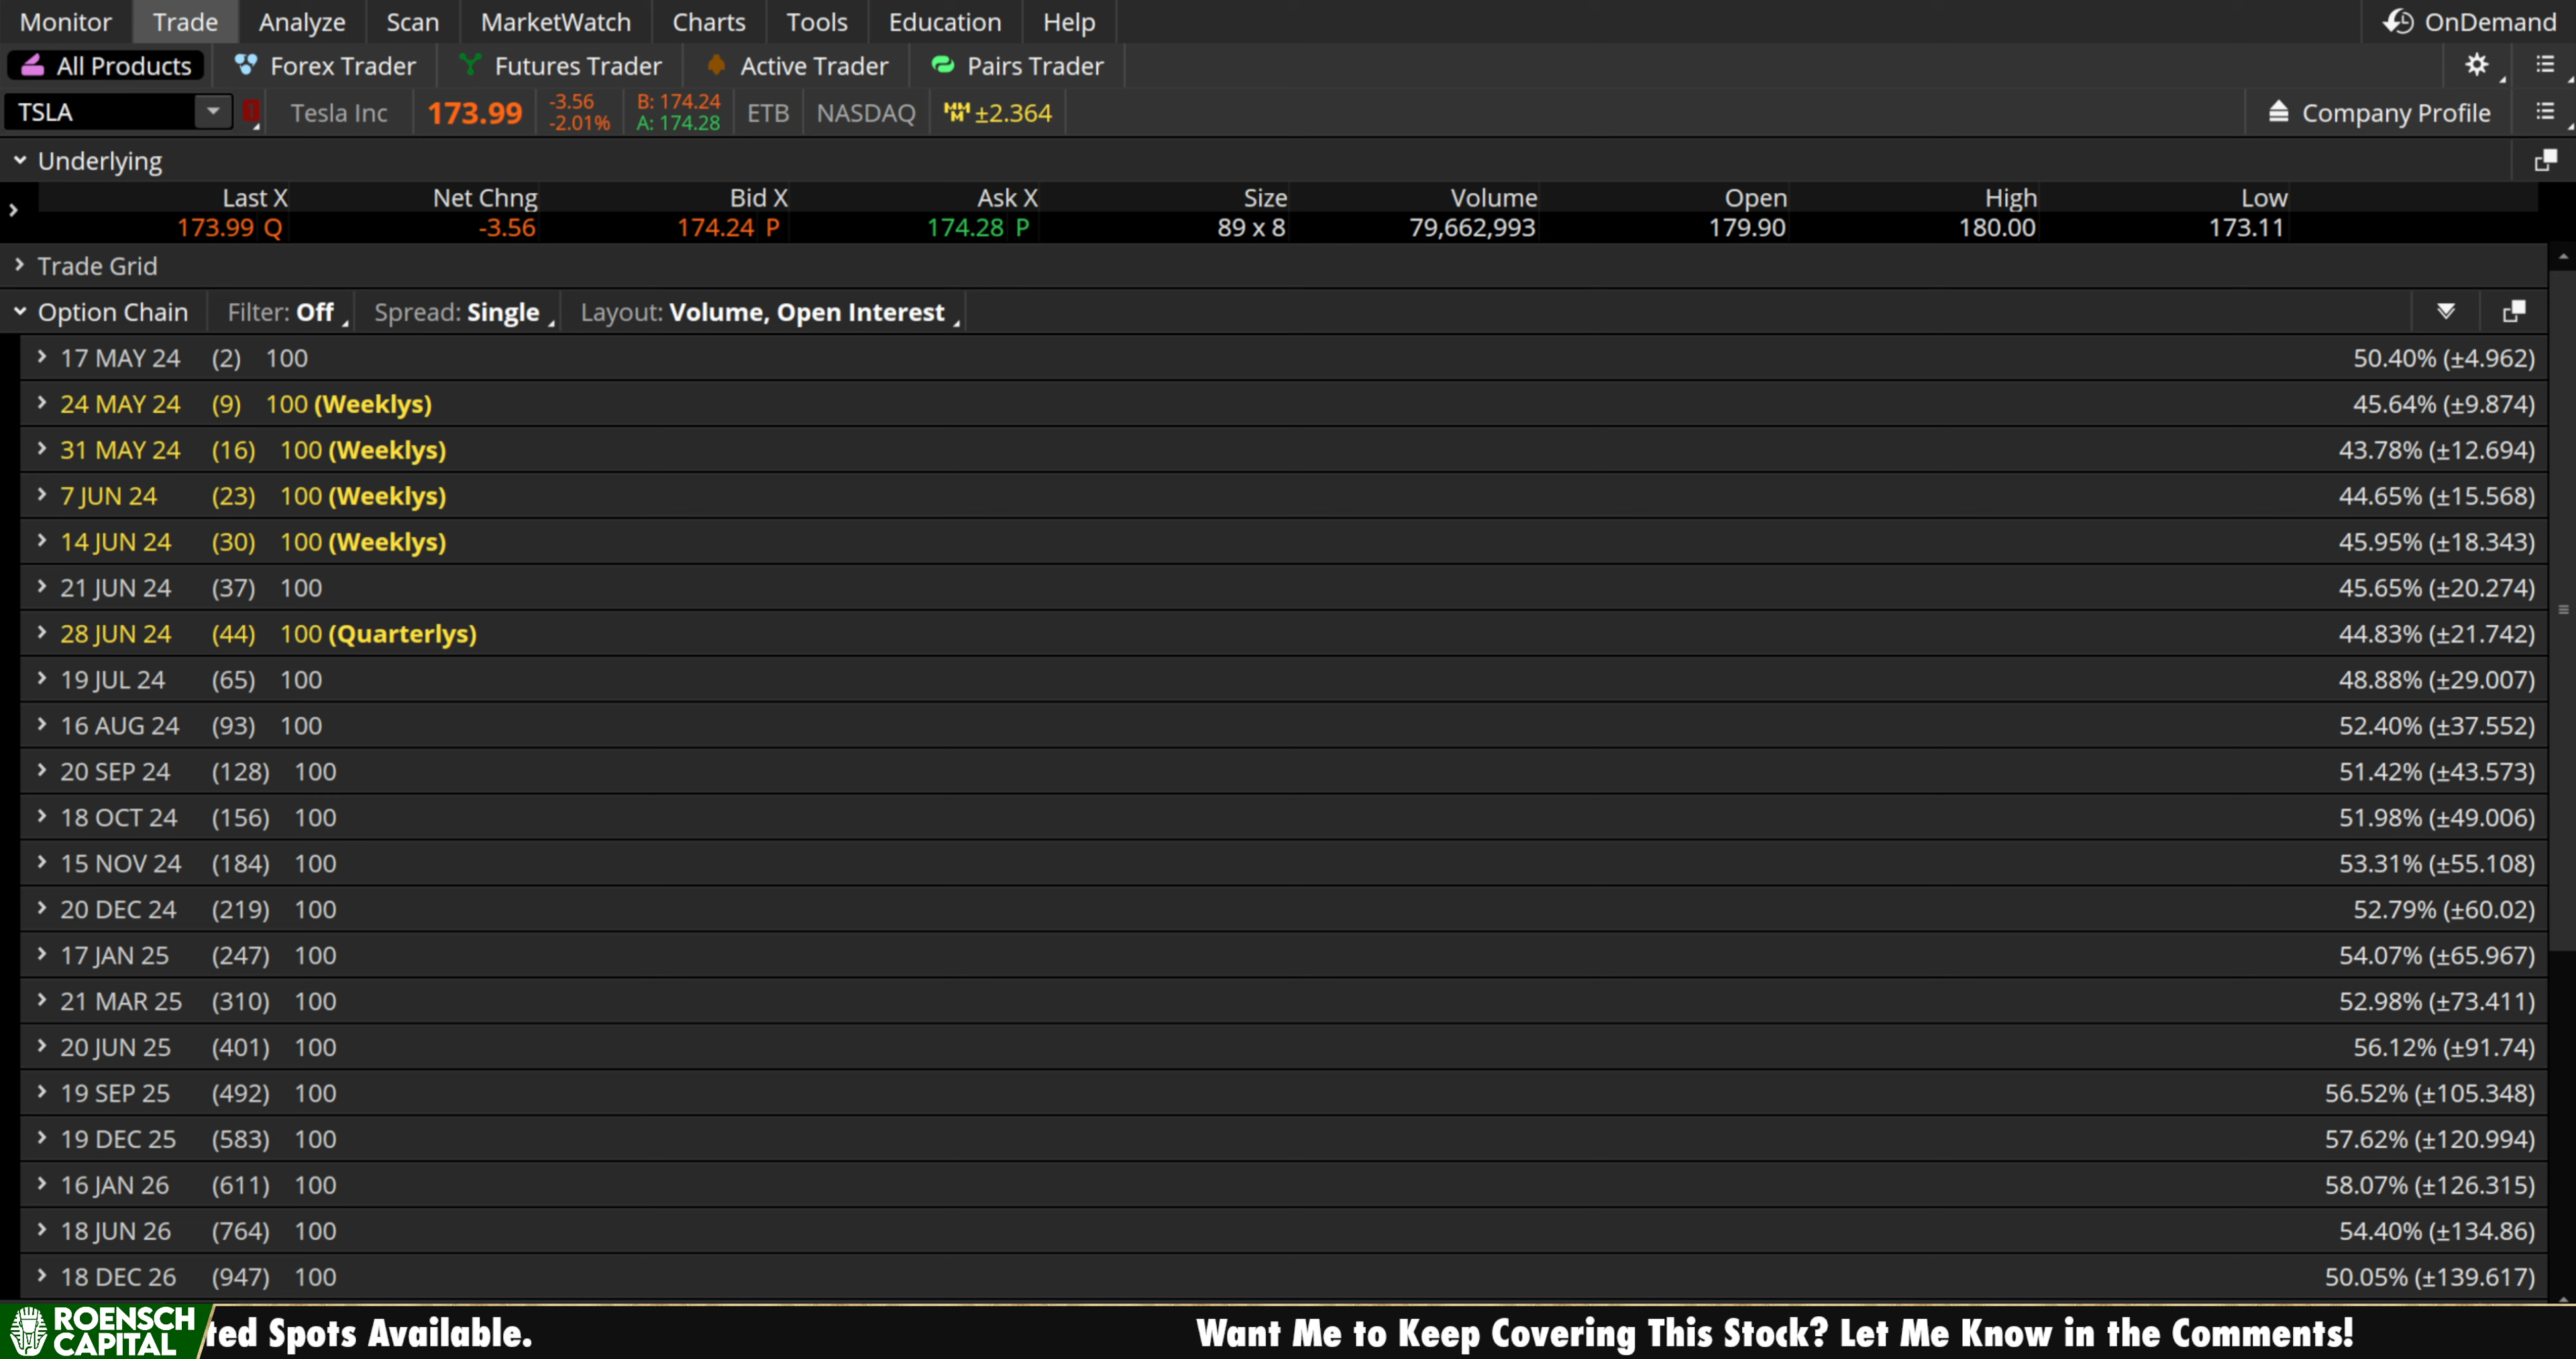 Monitor Trade Analyze Scan MarketWatch Charts Tools Education Help OnDemand
All Products Forex Trader Futures Trader Active Trader Pairs Trader
TSLA Tesla Inc 173.99 -3.56 -2.01% B: 174.24 A: 174.28 ETB NASDAQ MMM ±2.364 Company Profile
Underlying
Last X Net Chng Bid X Ask X Size Volume Open High Low
173.99 Q -3.56 174.24 P 174.28 P 89 x 8 79,662,993 179.90 180.00 173.11
Trade Grid
Option Chain Filter: Off Spread: Single Layout: Volume, Open Interest
17 MAY 24 (2) 100 50.40% (±4.962)
24 MAY 24 (9) 100 (Weeklys) 45.64% (±9.874)
31 MAY 24 (16) 100 (Weeklys) 43.78% (±12.694)
7 JUN 24 (23) 100 (Weeklys) 44.65% (±15.568)
14 JUN 24 (30) 100 (Weeklys) 45.95% (±18.343)
21 JUN 24 (37) 100 45.65% (±20.274)
28 JUN 24 (44) 100 (Quarterlys) 44.83% (±21.742)
19 JUL 24 (65) 100 48.88% (±29.007)
16 AUG 24 (93) 100 52.40% (±37.552)
20 SEP 24 (128) 100 51.42% (±43.573)
18 OCT 24 (156) 100 51.98% (±49.006)
15 NOV 24 (184) 100 53.31% (±55.108)
20 DEC 24 (219) 100 52.79% (±60.02)
17 JAN 25 (247) 100 54.07% (±65.967)
21 MAR 25 (310) 100 52.98% (±73.411)
20 JUN 25 (401) 100 56.12% (±91.74)
19 SEP 25 (492) 100 56.52% (±105.348)
19 DEC 25 (583) 100 57.62% (±120.994)
16 JAN 26 (611) 100 58.07% (±126.315)
18 JUN 26 (764) 100 54.40% (±134.86)
18 DEC 26 (947) 100 50.05% (±139.617)
ROENSCH CAPITAL ted Spots Available. Want Me to Keep Covering This Stock? Let Me Know in the Comments!